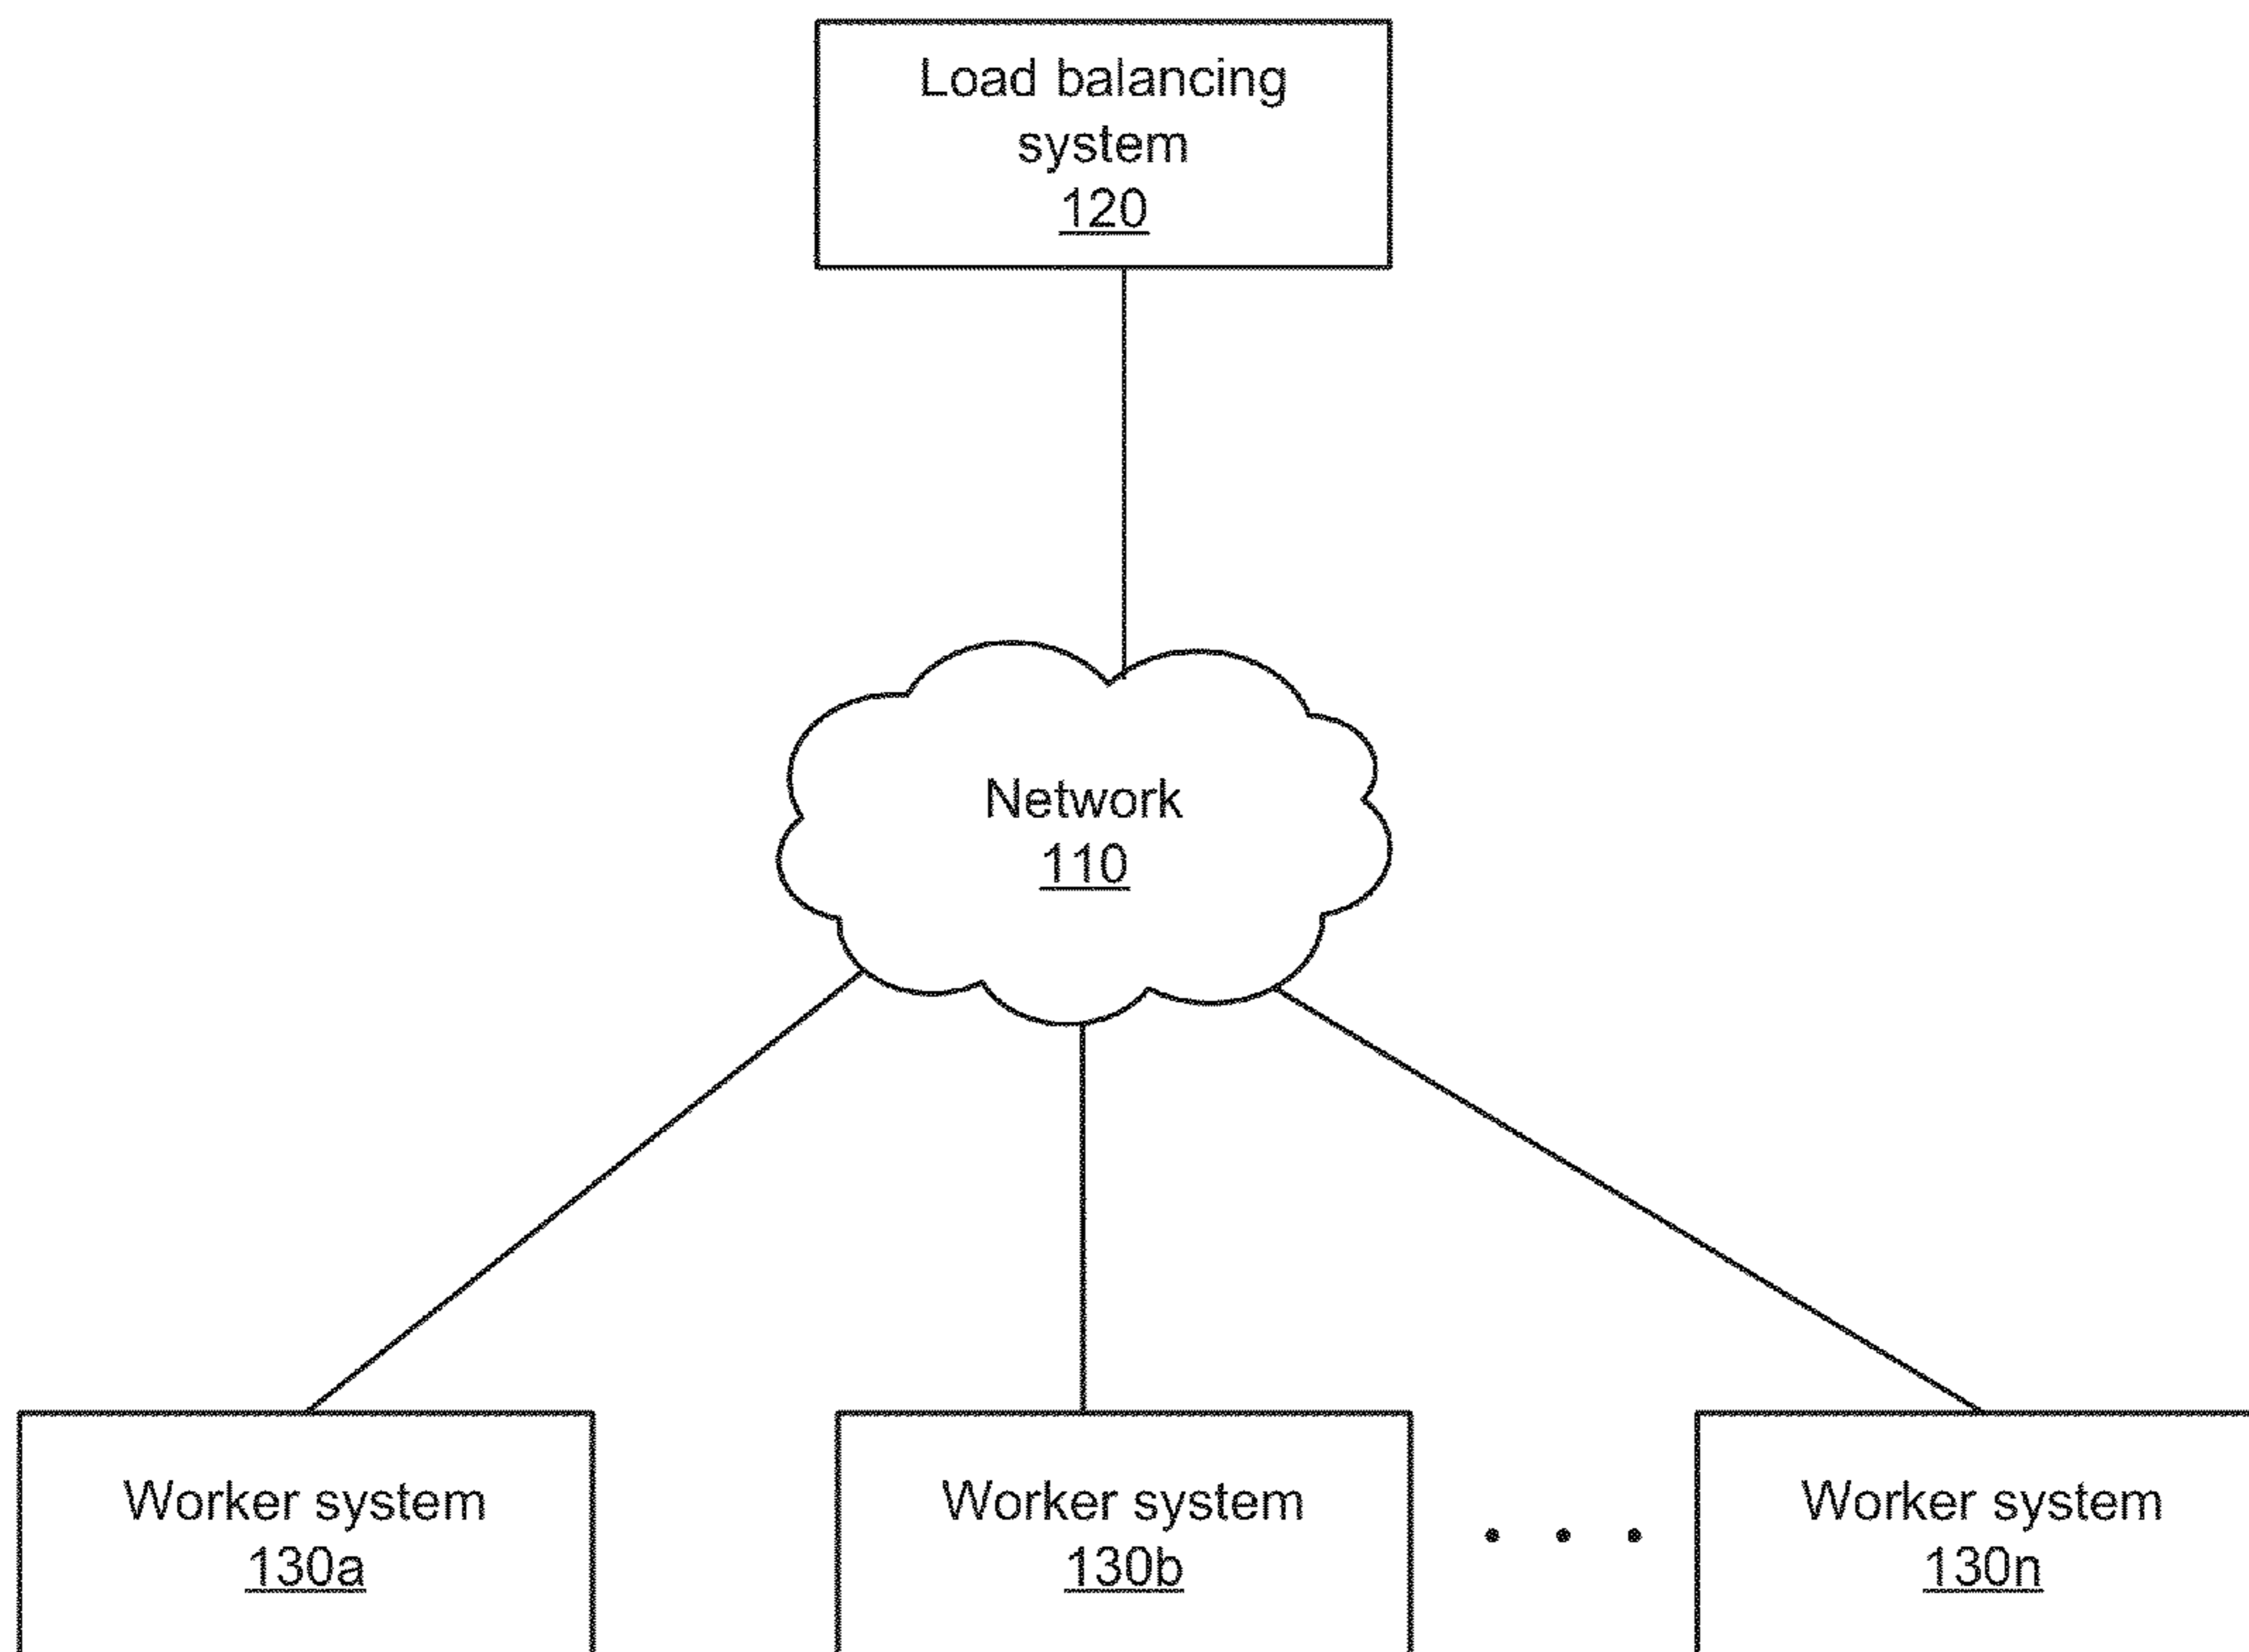 Load balancing
system
120
Network
110
Worker system
130a
Worker system
130b
. . .
Worker system
130n